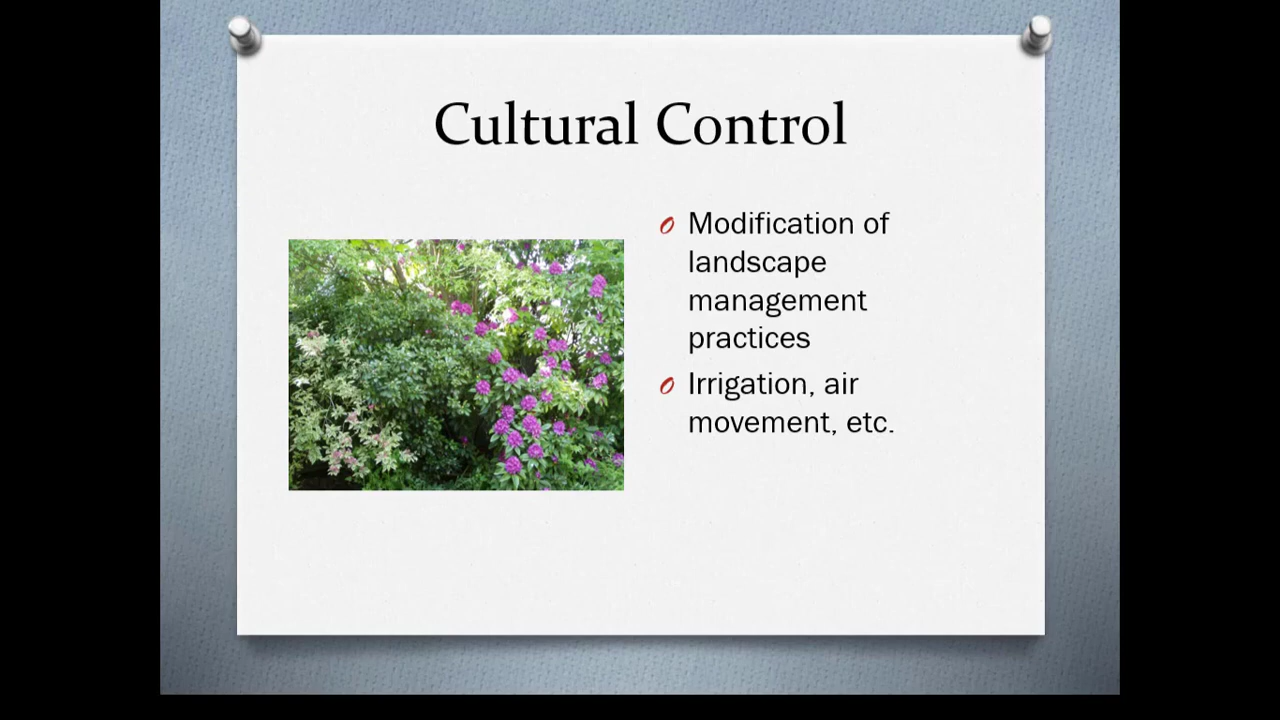 Cultural Control
Modification of
landscape
management
practices
Irrigation, air
movement, etc.